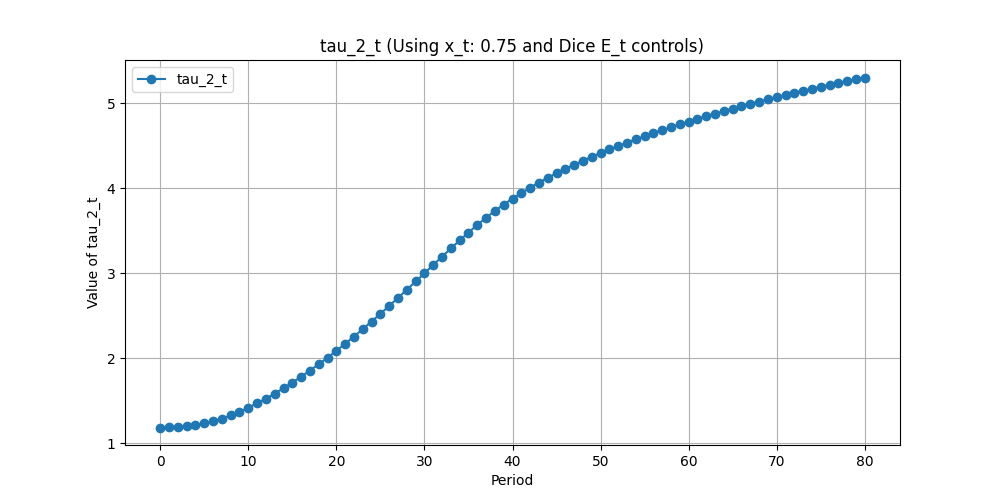 tau_2_t (Using x_t: 0.75 and Dice E_t controls)
tau_2_t
Value of tau_2_t
5
4
3
2
1
0 10 20 30 40 50 60 70 80
Period